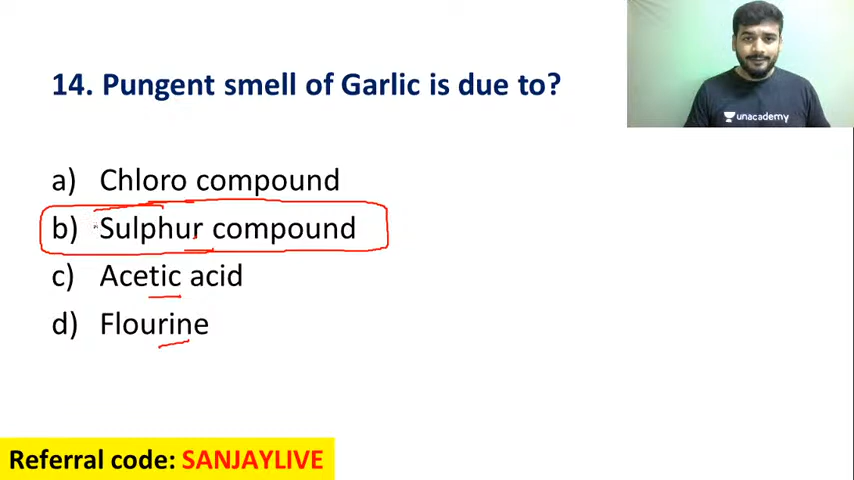 14. Pungent smell of Garlic is due to?
unacademy
a) Chloro compound
b) Sulphur compound
c) Acetic acid
d) Flourine
Referral code: SANJAYLIVE